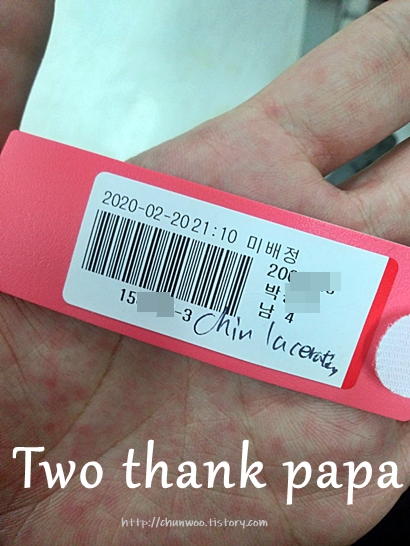 2020-02-20 21:10 미배정
200
박
15 -3 남 4
Chin laceration
Two thank papa
http://chunwoo.tistory.com